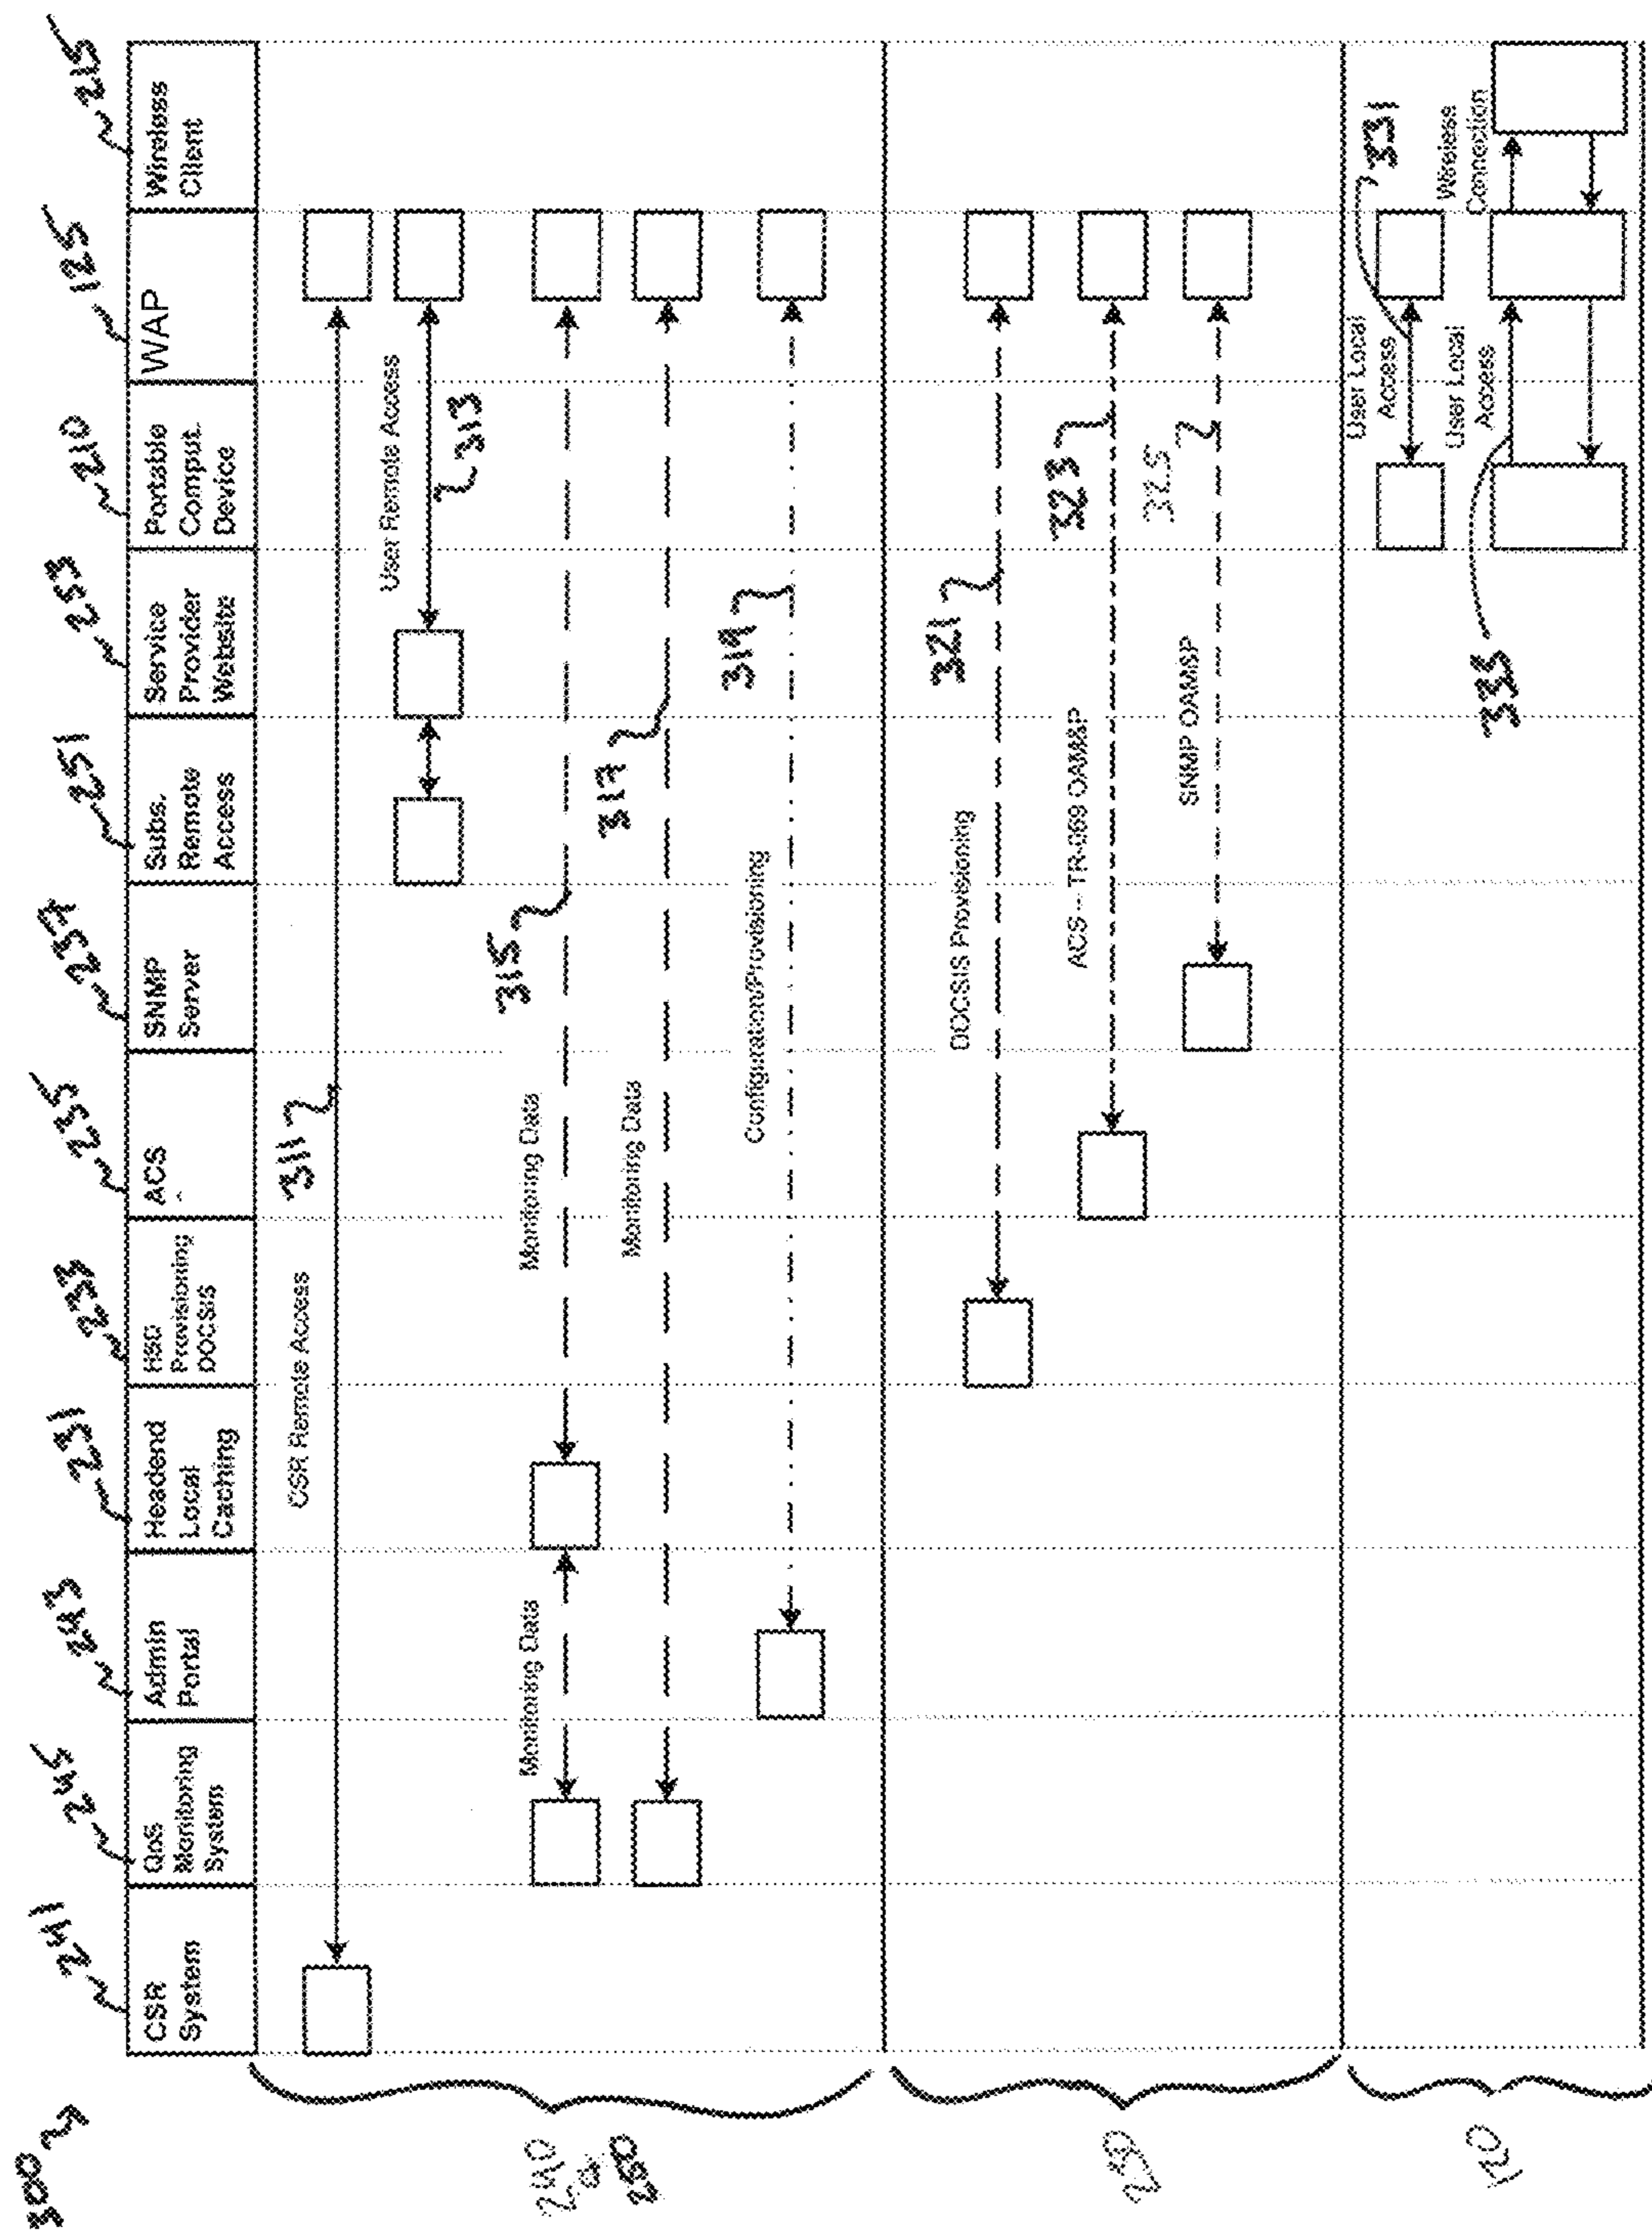 300
241
245
243
231
233
235
237
251
253
210
125
215
CSR
System
QoS
Monitoring
System
Admin
Portal
Headend
Local
Caching
HSD
Provisioning
DOCSIS
ACS
SNMP
Server
Subs.
Remote
Access
Service
Provider
Website
Portable
Comput.
Device
WAP
Wireless
Client
240
&
250
CSR Remote Access
311
User Remote Access
313
Monitoring Data
Monitoring Data
315
Monitoring Data
317
Configuration/Provisioning
319
DOCSIS Provisioning
321
ACS -- TR-069 OAM&P
323
SNMP OAM&P
325
120
User Local
Access
331
User Local
Access
333
Wireless
Connection